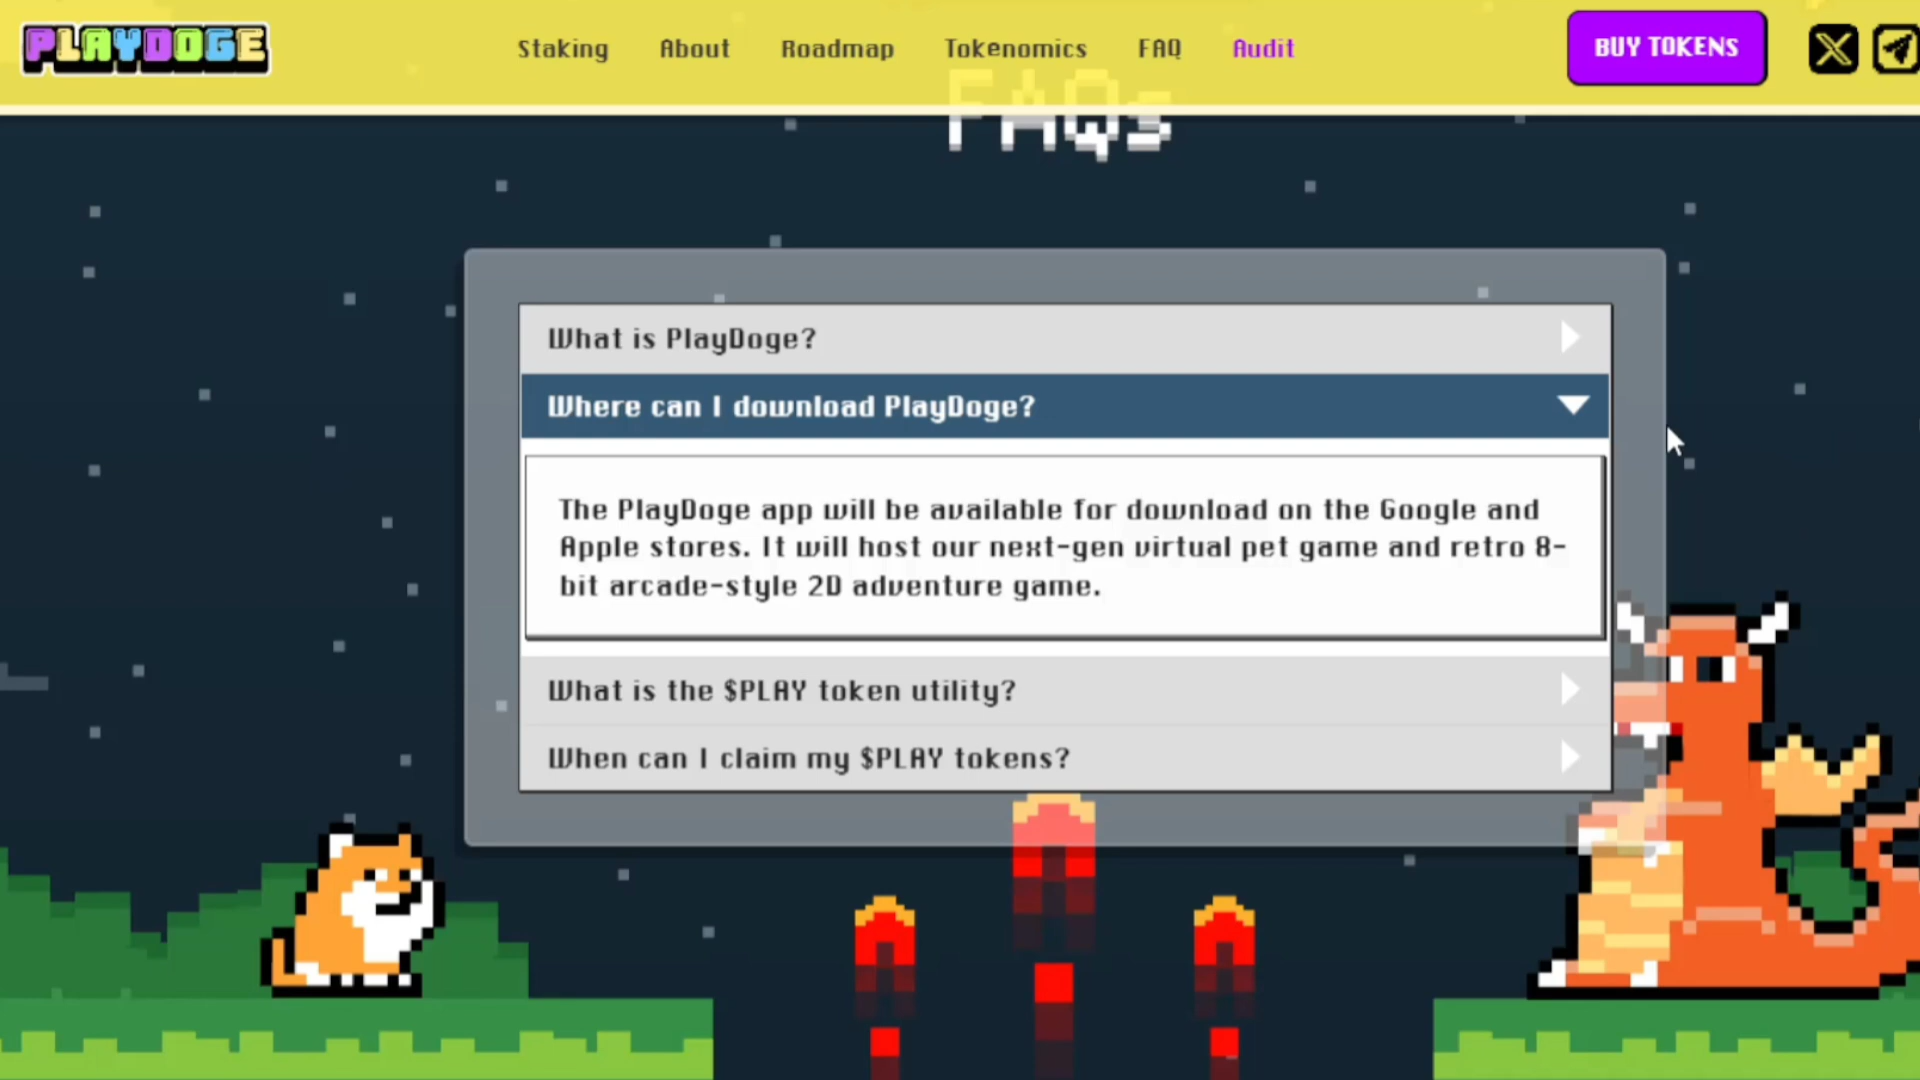 PLAYDOGE
Staking
About
Roadmap
Tokenomics
FAQ
Audit
BUY TOKENS
FAQs
What is PlayDoge?
Where can I download PlayDoge?
The PlayDoge app will be available for download on the Google and
Apple stores. It will host our next-gen virtual pet game and retro 8-
bit arcade-style 2D adventure game.
What is the $PLAY token utility?
When can I claim my $PLAY tokens?